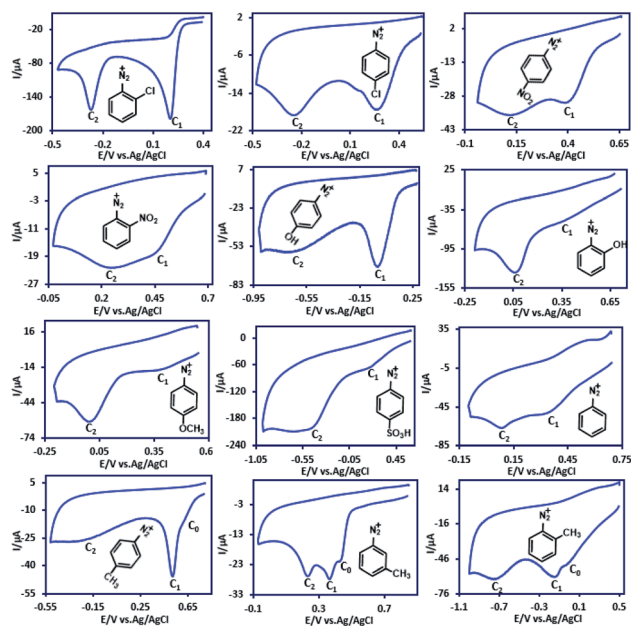 -20
-80
-140
-200
I/µA
-0.5
-0.2
0.1
0.4
E/V vs.Ag/AgCl
C2
C1
N2+
Cl
2
-8
-18
-22
I/µA
-0.5
-0.1
0.3
E/V vs.Ag/AgCl
C2
C1
N2+
Cl
7
-3
-13
-23
-33
-43
I/µA
-0.1
0.15
0.4
0.65
E/V vs.Ag/AgCl
C2
C1
N2+
NO2
5
-3
-11
-19
-27
I/µA
-0.05
0.2
0.45
0.7
E/V vs.Ag/AgCl
C2
C1
N2+
NO2
7
-23
-53
-83
I/µA
-0.95
-0.55
-0.15
0.25
E/V vs.Ag/AgCl
C2
C1
N2+
OH
25
-35
-95
-155
I/µA
-0.25
0.05
0.35
0.65
E/V vs.Ag/AgCl
C2
C1
N2+
OH
16
-14
-44
-74
I/µA
-0.3
0
0.3
0.6
E/V vs.Ag/AgCl
C2
C1
N2+
OCH3
0
-60
-120
-180
-240
I/µA
-1.05
-0.55
-0.05
0.45
E/V vs.Ag/AgCl
C2
C1
N2+
SO3H
35
-5
-45
-85
I/µA
-0.15
0.15
0.45
0.75
E/V vs.Ag/AgCl
C2
C1
N2+
5
-15
-35
-55
I/µA
-0.55
-0.15
0.25
0.65
E/V vs.Ag/AgCl
C2
C1
C0
N2+
CH3
7
-3
-13
-23
-33
I/µA
-0.1
0.3
0.7
E/V vs.Ag/AgCl
C2
C1
C0
N2+
CH3
14
-16
-46
-76
I/µA
-1.0
-0.7
-0.3
0.1
0.5
E/V vs.Ag/AgCl
C2
C1
C0
N2+
CH3